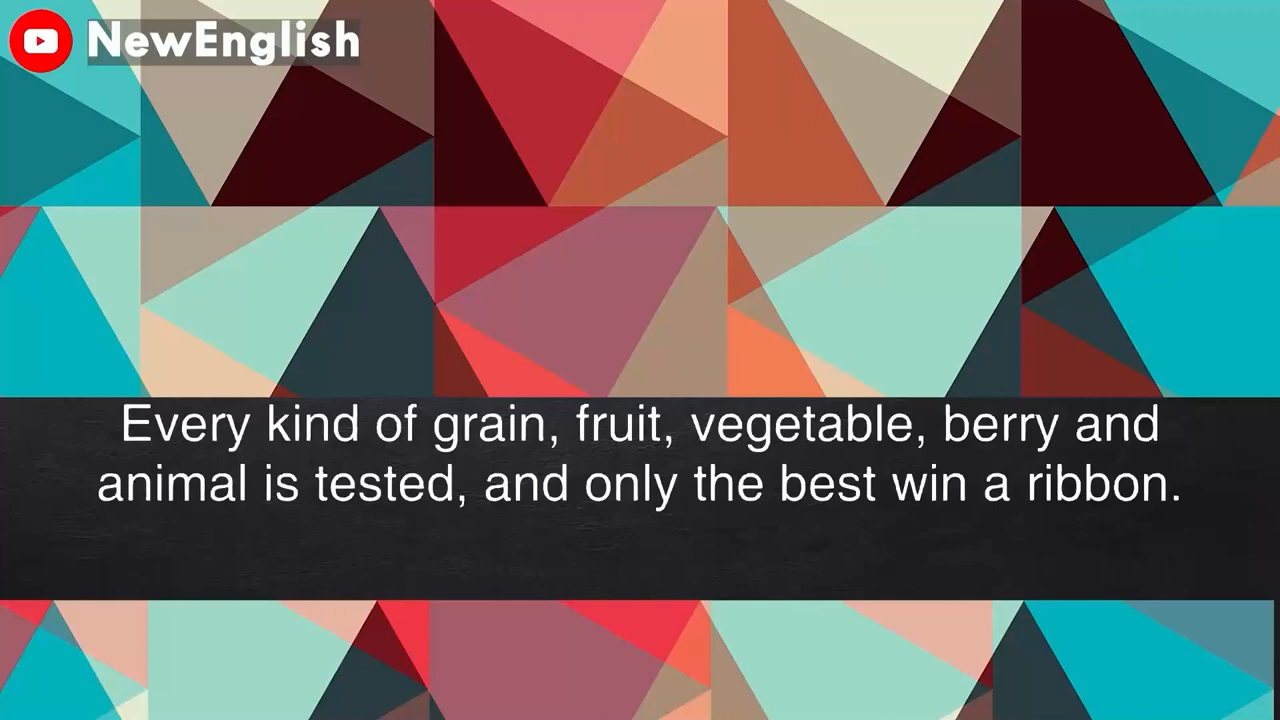 NewEnglish
Every kind of grain, fruit, vegetable, berry and
animal is tested, and only the best win a ribbon.